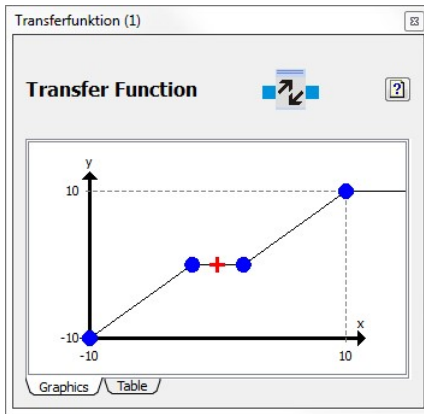 Transferfunktion (1)
Transfer Function
y
10
-10
x
-10 10
Graphics Table